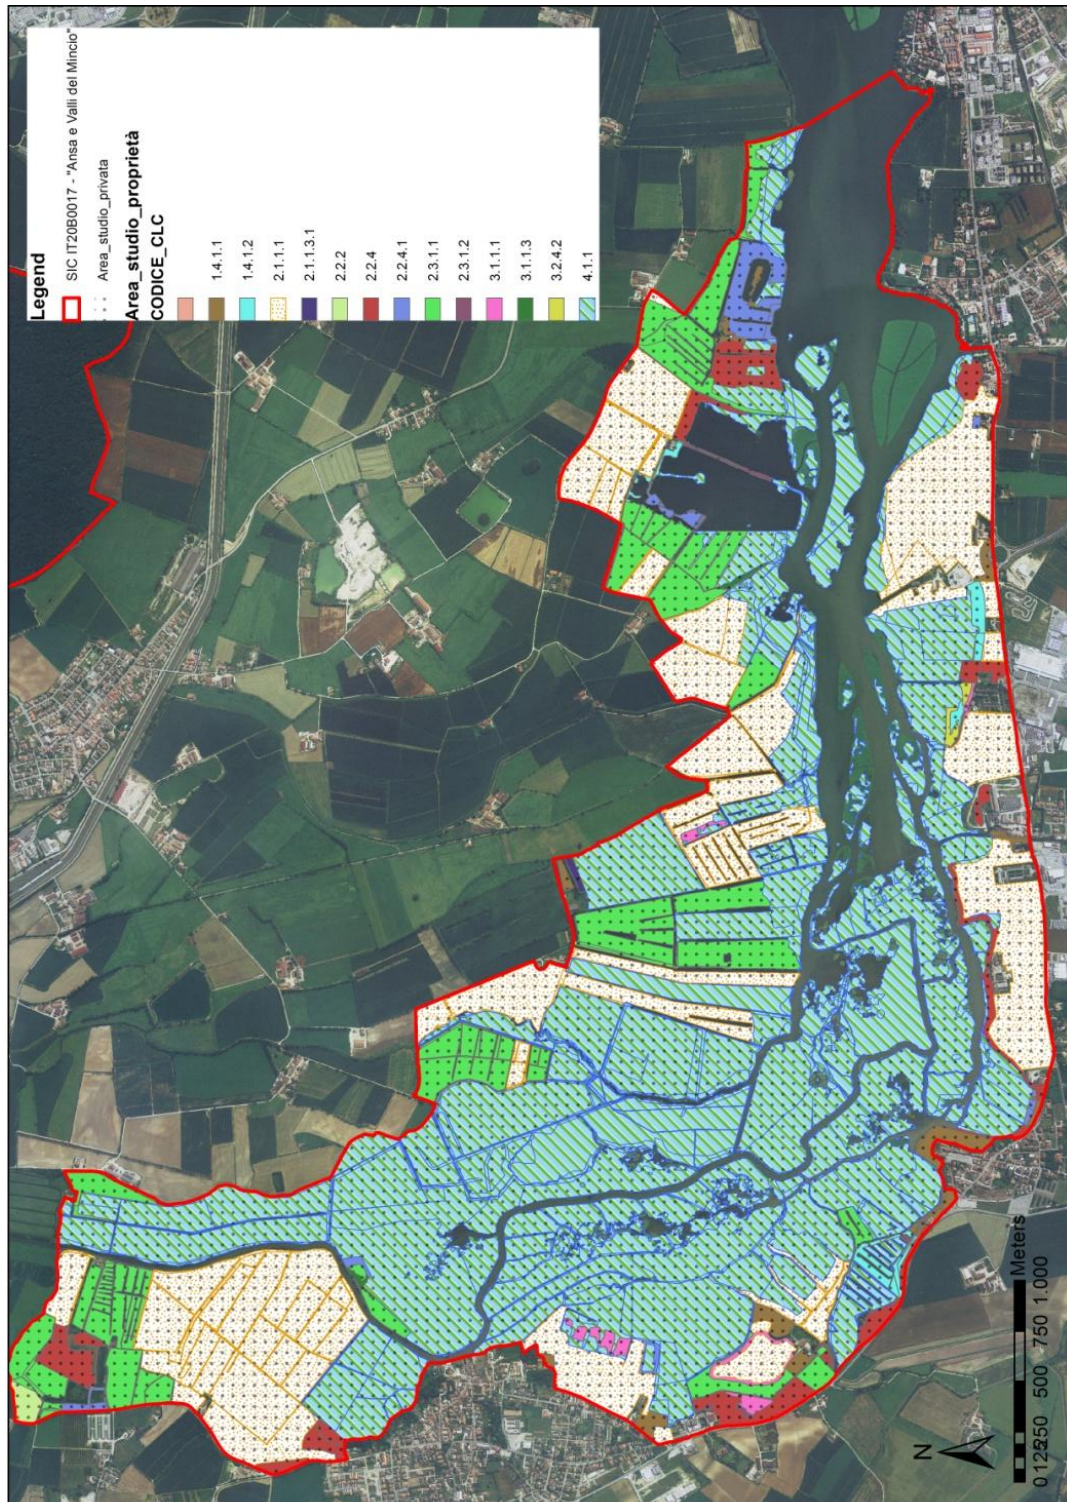 Legend
SIC IT20B0017 - "Ansa e Valli del Mincio"
Area_studio_privata
Area_studio_proprietà
CODICE_CLC
1.4.1.1
1.4.1.2
2.1.1.1
2.1.1.3.1
2.2.2
2.2.4
2.2.4.1
2.3.1.1
2.3.1.2
3.1.1.1
3.1.1.3
3.2.4.2
4.1.1
N
0 125 250 500 750 1.000
Meters